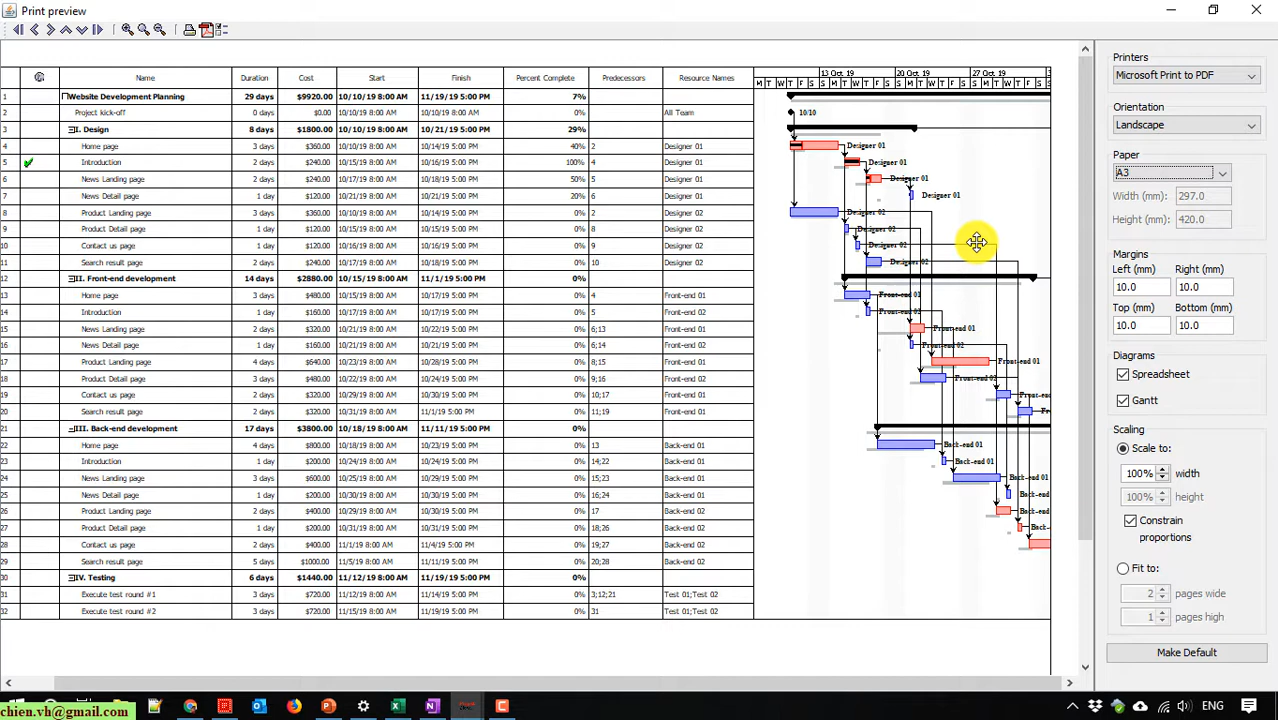 Print preview
Printers
Microsoft Print to PDF
Orientation
Landscape
Paper
A3
Width (mm): 297.0
Height (mm): 420.0
Margins
Left (mm) Right (mm)
10.0 10.0
Top (mm) Bottom (mm)
10.0 10.0
Diagrams
Spreadsheet
Gantt
Scaling
Scale to:
100% width
100% height
Constrain
proportions
Fit to:
2 pages wide
1 pages high
Make Default
13 Oct 19 20 Oct 19 27 Oct 19
Name Duration Cost Start Finish Percent Complete Predecessors Resource Names
M T W T F S S M T W T F S S M T W T F S S M T W T F S S
1 Website Development Planning 29 days $9920.00 10/10/19 8:00 AM 11/19/19 5:00 PM 7%
2 Project kick-off 0 days $0.00 10/10/19 8:00 AM 10/10/19 8:00 AM 0% All Team 10/10
3 I. Design 8 days $1800.00 10/10/19 8:00 AM 10/21/19 5:00 PM 29%
4 Home page 3 days $360.00 10/10/19 8:00 AM 10/14/19 5:00 PM 40% 2 Designer 01 Designer 01
5 Introduction 2 days $240.00 10/15/19 8:00 AM 10/16/19 5:00 PM 100% 4 Designer 01 Designer 01
6 News Landing page 2 days $240.00 10/17/19 8:00 AM 10/18/19 5:00 PM 50% 5 Designer 01 Designer 01
7 News Detail page 1 day $120.00 10/21/19 8:00 AM 10/21/19 5:00 PM 20% 6 Designer 01 Designer 01
8 Product Landing page 3 days $360.00 10/10/19 8:00 AM 10/14/19 5:00 PM 0% 2 Designer 02 Designer 02
9 Product Detail page 1 day $120.00 10/15/19 8:00 AM 10/15/19 5:00 PM 0% 8 Designer 02 Designer 02
10 Contact us page 1 day $120.00 10/16/19 8:00 AM 10/16/19 5:00 PM 0% 9 Designer 02 Designer 02
11 Search page 2 days $240.00 10/17/19 8:00 AM 10/18/19 5:00 PM 0% 10 Designer 02 Designer 02
12 II. Front-end development 14 days $2880.00 10/15/19 8:00 AM 11/1/19 5:00 PM 0%
13 Home page 3 days $480.00 10/15/19 8:00 AM 10/17/19 5:00 PM 0% 4 Front-end 01 Front-end 01
14 Introduction 1 day $160.00 10/17/19 8:00 AM 10/17/19 5:00 PM 0% 5 Front-end 02 Front-end 02
15 News Landing page 2 days $320.00 10/21/19 8:00 AM 10/22/19 5:00 PM 0% 6;13 Front-end 01 Front-end 01
16 News Detail page 1 day $160.00 10/21/19 8:00 AM 10/21/19 5:00 PM 0% 6;14 Front-end 02 Front-end 02
17 Product Landing page 4 days $640.00 10/23/19 8:00 AM 10/28/19 5:00 PM 0% 8;15 Front-end 01 Front-end 01
18 Product Detail page 3 days $480.00 10/22/19 8:00 AM 10/24/19 5:00 PM 0% 9;16 Front-end 02 Front-end 02
19 Contact us page 2 days $320.00 10/29/19 8:00 AM 10/30/19 5:00 PM 0% 10;17 Front-end 01
20 Search result page 2 days $320.00 10/31/19 8:00 AM 11/1/19 5:00 PM 0% 11;19 Front-end 02
21 III. Back-end development 17 days $3800.00 10/18/19 8:00 AM 11/11/19 5:00 PM 0%
22 Home page 4 days $800.00 10/18/19 8:00 AM 10/23/19 5:00 PM 0% 13 Back-end 01 Back-end 01
23 Introduction 1 day $200.00 10/24/19 8:00 AM 10/24/19 5:00 PM 0% 14;22 Back-end 01 Back-end 01
24 News Landing page 3 days $600.00 10/25/19 8:00 AM 10/29/19 5:00 PM 0% 15;23 Back-end 01 Back-end 01
25 News Detail page 1 day $200.00 10/30/19 8:00 AM 10/30/19 5:00 PM 0% 16;24 Back-end 01 Back-end
26 Product Landing page 2 days $400.00 10/29/19 8:00 AM 10/30/19 5:00 PM 0% 17 Back-end 02 Back-end
27 Product Detail page 1 day $200.00 10/31/19 8:00 AM 10/31/19 5:00 PM 0% 18;26 Back-end 02 Back-
28 Contact us page 2 days $400.00 11/1/19 8:00 AM 11/4/19 5:00 PM 0% 19;27 Back-end 02
29 Search result page 5 days $1000.00 11/5/19 8:00 AM 11/11/19 5:00 PM 0% 20;28 Back-end 02
30 IV. Testing 6 days $1440.00 11/12/19 8:00 AM 11/19/19 5:00 PM 0%
31 Execute test round #1 3 days $720.00 11/12/19 8:00 AM 11/14/19 5:00 PM 0% 3;12;21 Test 01;Test 02
32 Execute test round #2 3 days $720.00 11/15/19 8:00 AM 11/19/19 5:00 PM 0% 31 Test 01;Test 02
chien.vh@gmail.com
ENG